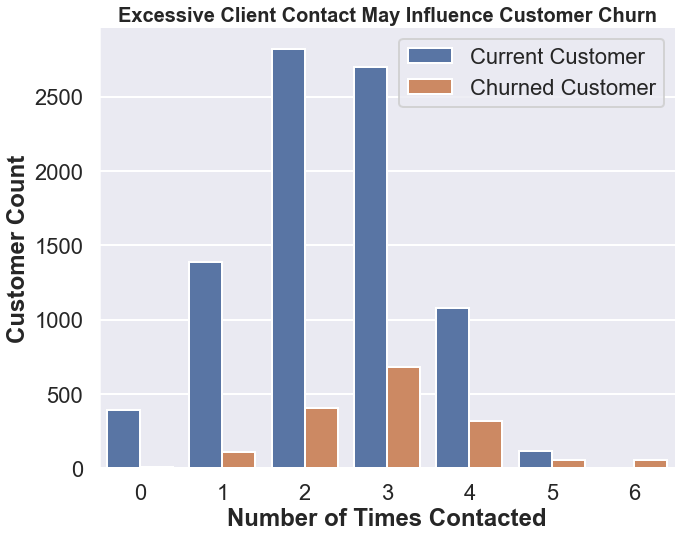 Excessive Client Contact May Influence Customer Churn
Current Customer
Churned Customer
2500
2000
1500
1000
500
0
Customer Count
0 1 2 3 4 5 6
Number of Times Contacted